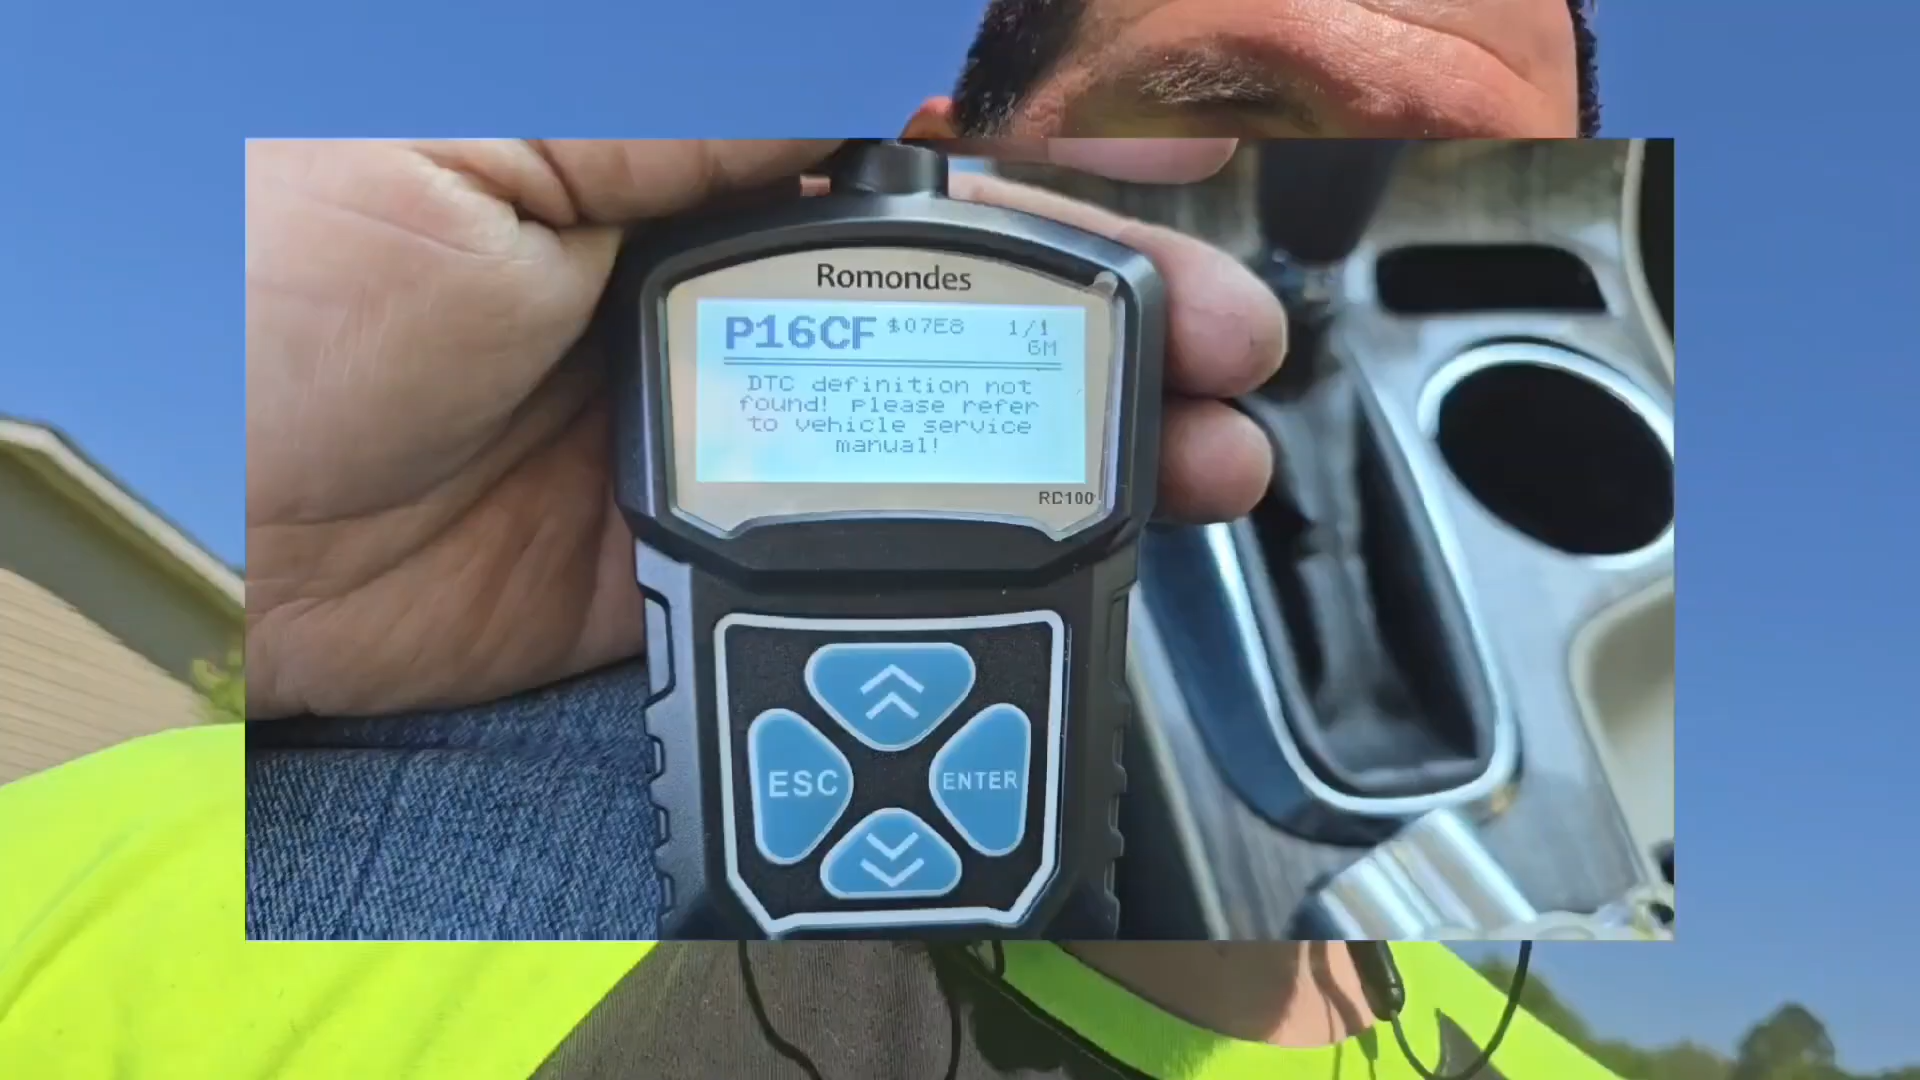 Romondes
P16CF $07E8 1/1
6M
DTC definition not
found! Please refer
to vehicle service
manual!
RD100
ESC
ENTER